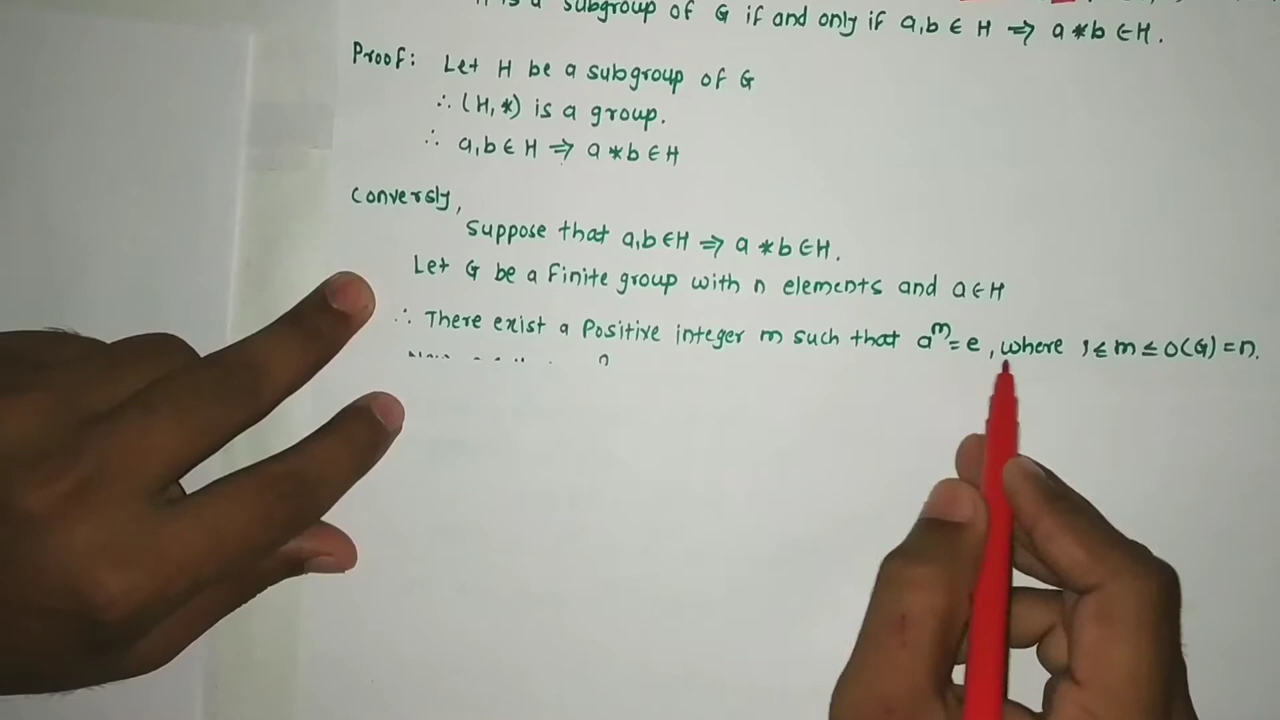 is a subgroup of G if and only if a,b ∈ H ⇒ a * b ∈ H.
Proof: Let H be a subgroup of G
∴ (H, *) is a group.
∴ a,b ∈ H ⇒ a * b ∈ H
Conversly,
Suppose that a,b ∈ H ⇒ a * b ∈ H.
Let G be a finite group with n elements and a ∈ H
∴ There exist a Positive integer m such that a^m = e, where 1 ≤ m ≤ O(G) = n.